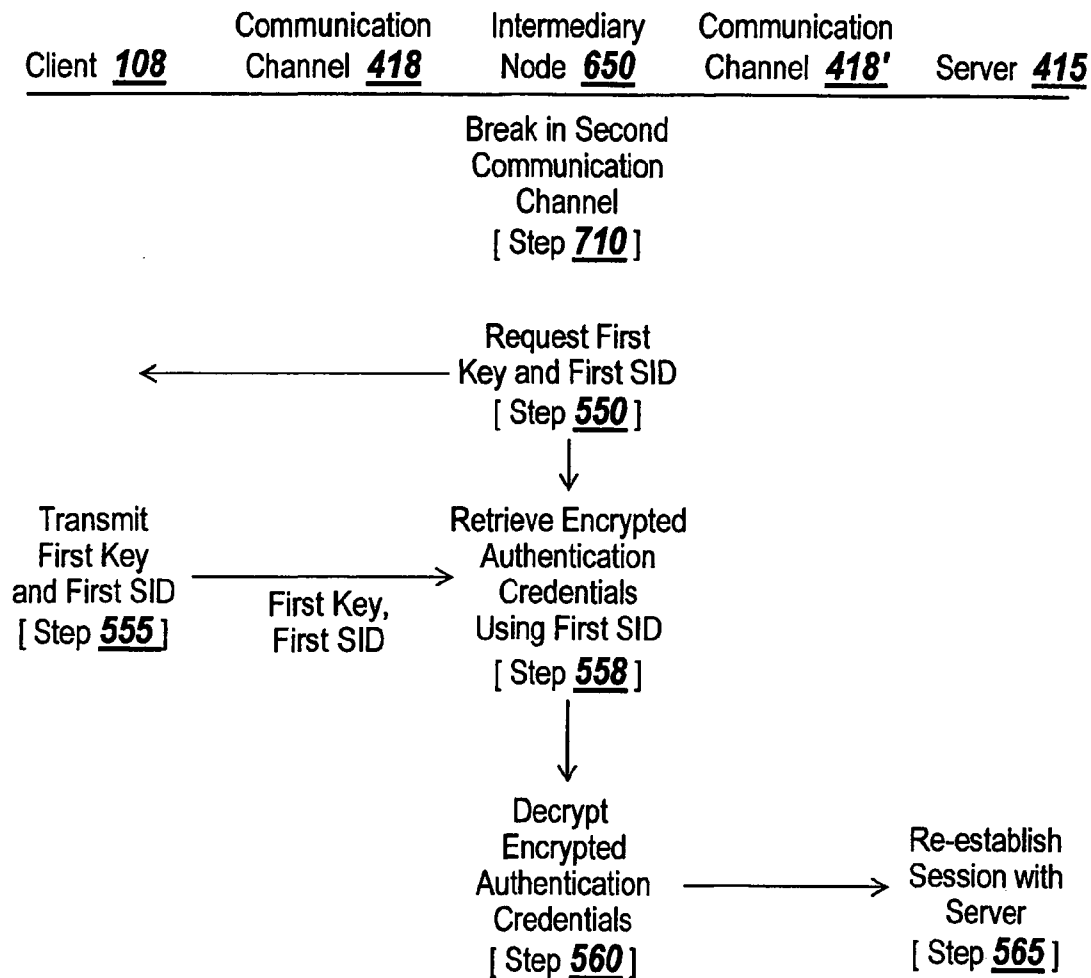 Client 108
Communication
Channel 418
Intermediary
Node 650
Communication
Channel 418'
Server 415
Break in Second
Communication
Channel
[ Step 710 ]
Request First
Key and First SID
[ Step 550 ]
Transmit
First Key
and First SID
[ Step 555 ]
First Key,
First SID
Retrieve Encrypted
Authentication
Credentials
Using First SID
[ Step 558 ]
Decrypt
Encrypted
Authentication
Credentials
[ Step 560 ]
Re-establish
Session with
Server
[ Step 565 ]